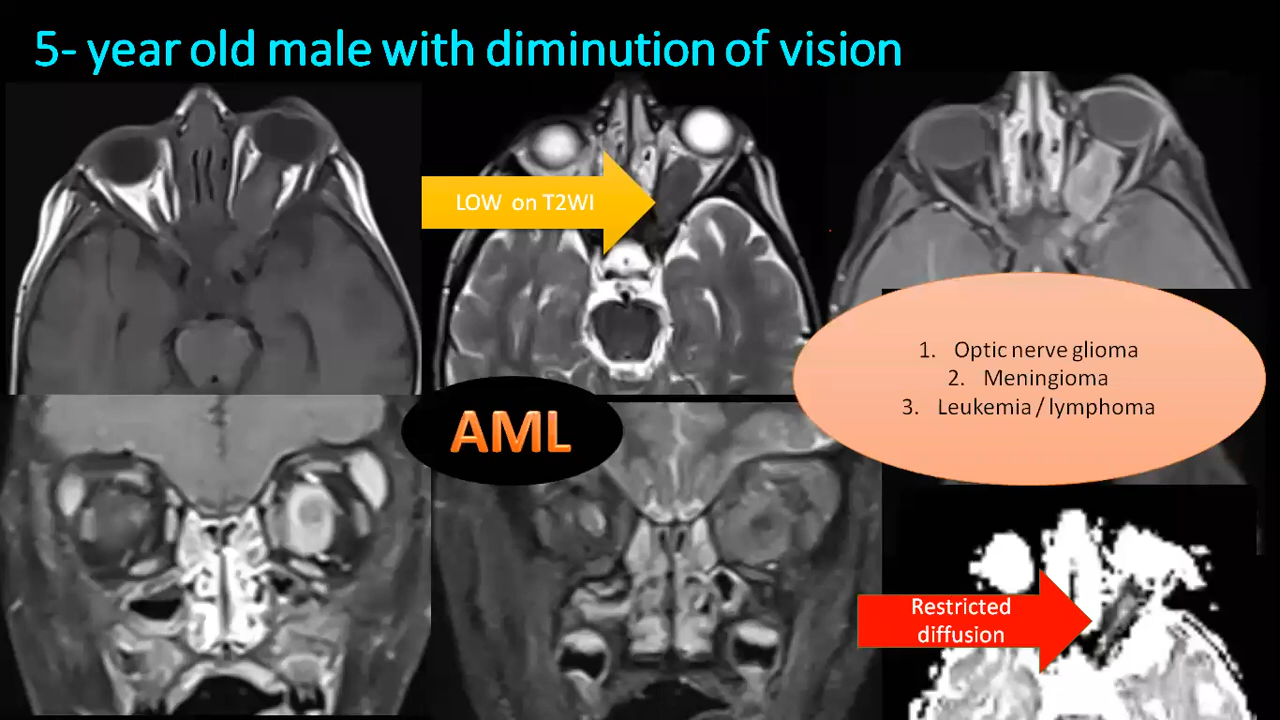 5- year old male with diminution of vision
LOW on T2WI
1. Optic nerve glioma
2. Meningioma
3. Leukemia / lymphoma
AML
Restricted
diffusion